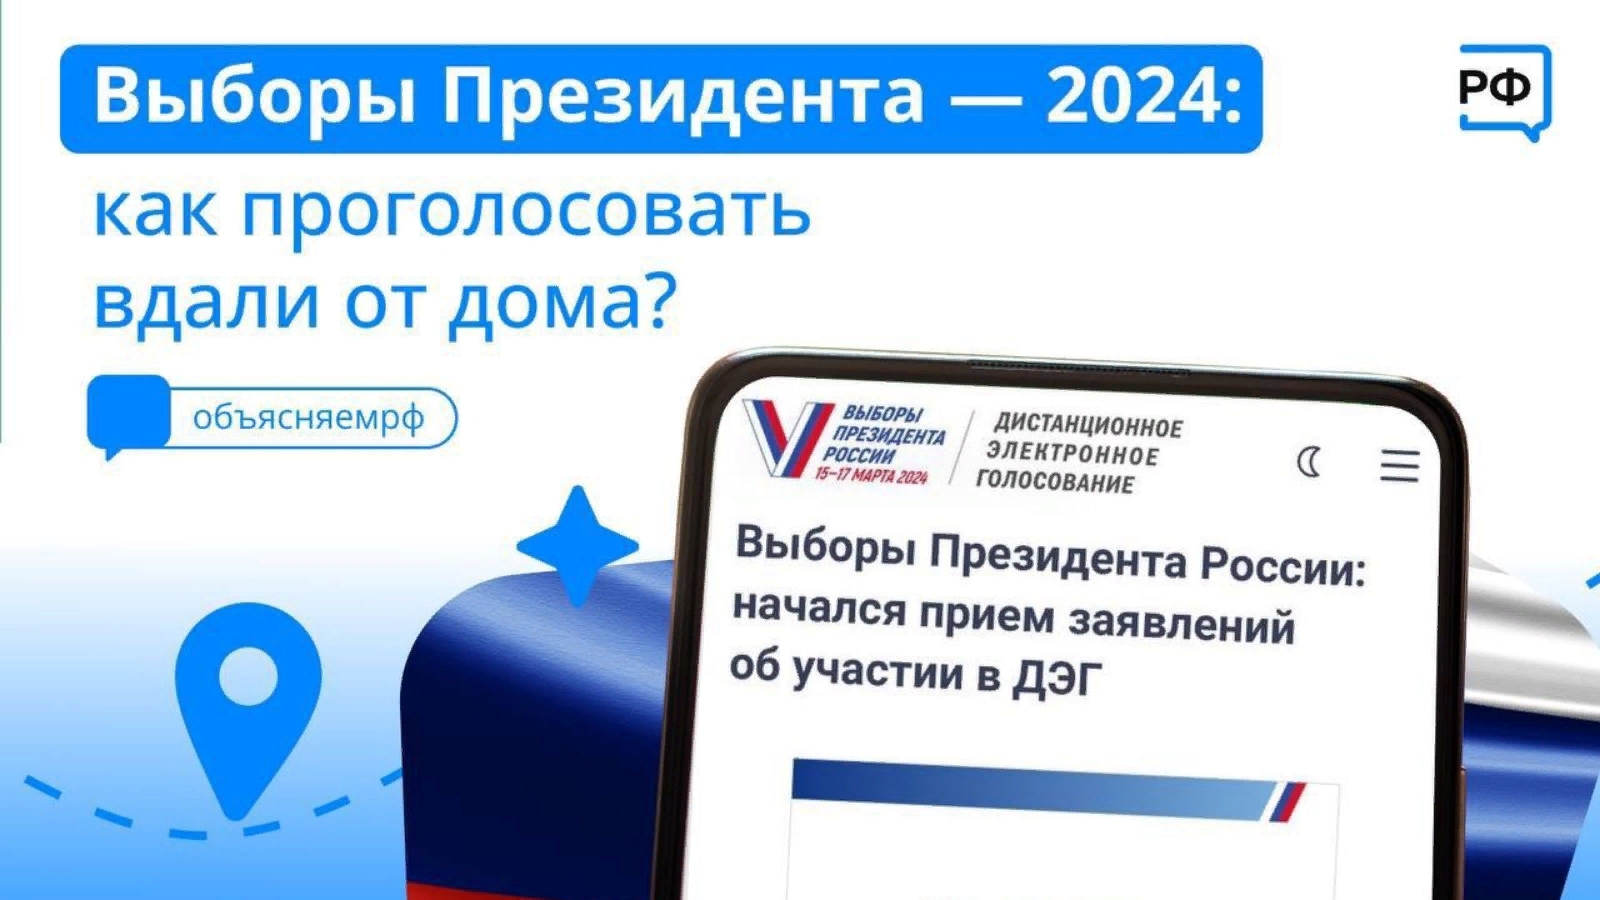 Выборы Президента — 2024:
РФ
как проголосовать
вдали от дома?
объясняемрф
ВЫБОРЫ
ПРЕЗИДЕНТА
РОССИИ
15–17 МАРТА 2024
ДИСТАНЦИОННОЕ
ЭЛЕКТРОННОЕ
ГОЛОСОВАНИЕ
Выборы Президента России:
начался прием заявлений
об участии в ДЭГ